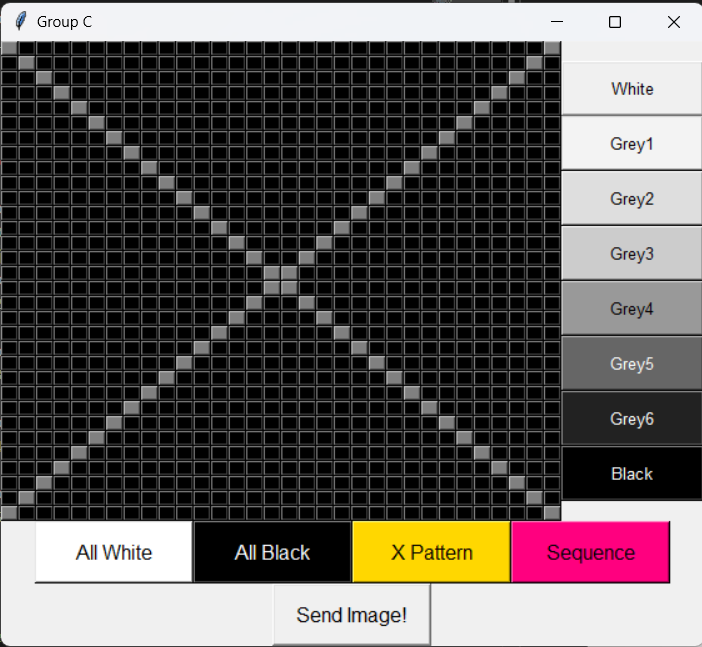 Group C
White
Grey1
Grey2
Grey3
Grey4
Grey5
Grey6
Black
All White
All Black
X Pattern
Sequence
Send Image!